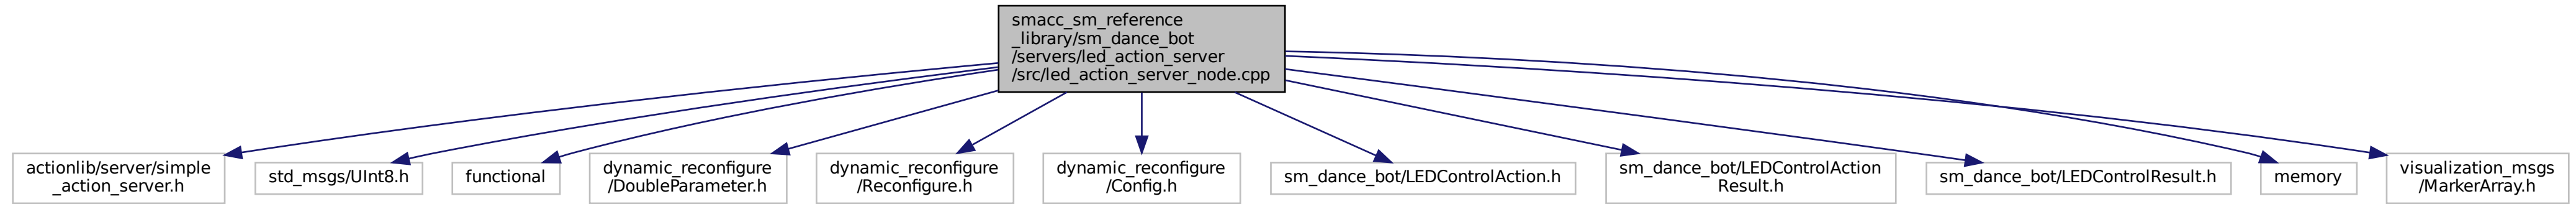 smacc_sm_reference
_library/sm_dance_bot
/servers/led_action_server
/src/led_action_server_node.cpp
actionlib/server/simple
_action_server.h
std_msgs/UInt8.h
functional
dynamic_reconfigure
/DoubleParameter.h
dynamic_reconfigure
/Reconfigure.h
dynamic_reconfigure
/Config.h
sm_dance_bot/LEDControlAction.h
sm_dance_bot/LEDControlAction
Result.h
sm_dance_bot/LEDControlResult.h
memory
visualization_msgs
/MarkerArray.h